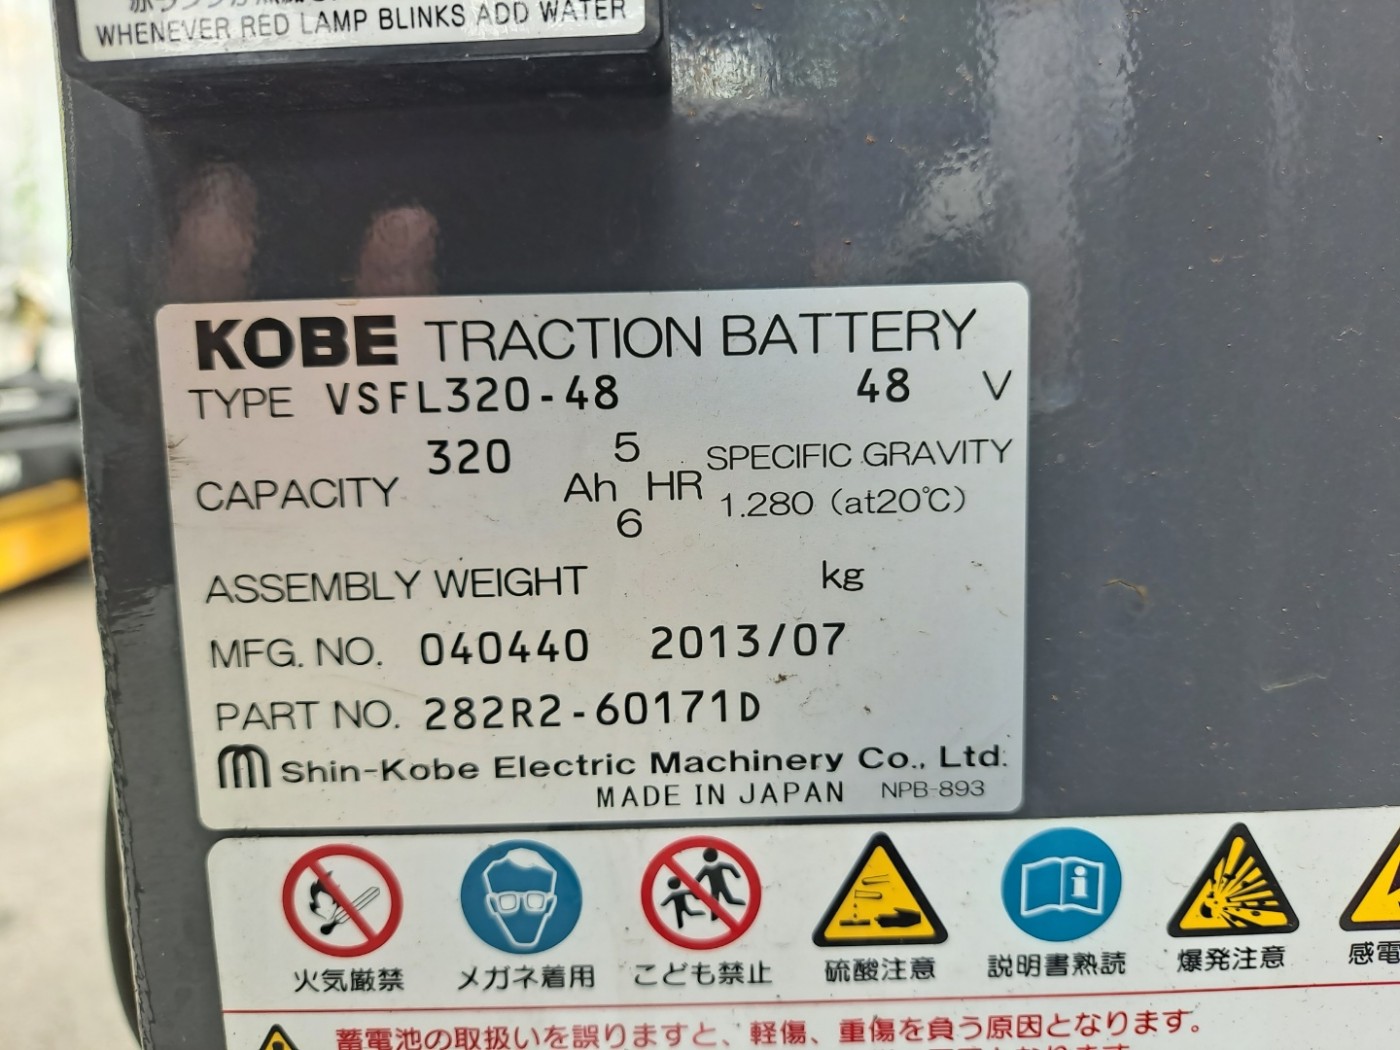 WHENEVER RED LAMP BLINKS ADD WATER
KOBE TRACTION BATTERY
TYPE VSFL320-48 48 V
CAPACITY 320 Ah 5 6 HR SPECIFIC GRAVITY
1.280 (at20℃)
ASSEMBLY WEIGHT kg
MFG. NO. 040440 2013/07
PART NO. 282R2-60171D
Shin-Kobe Electric Machinery Co., Ltd.
MADE IN JAPAN NPB-893
火気厳禁 メガネ着用 こども禁止 硫酸注意 説明書熟読 爆発注意 感電
蓄電池の取扱いを誤りますと、軽傷、重傷を負う原因となります。